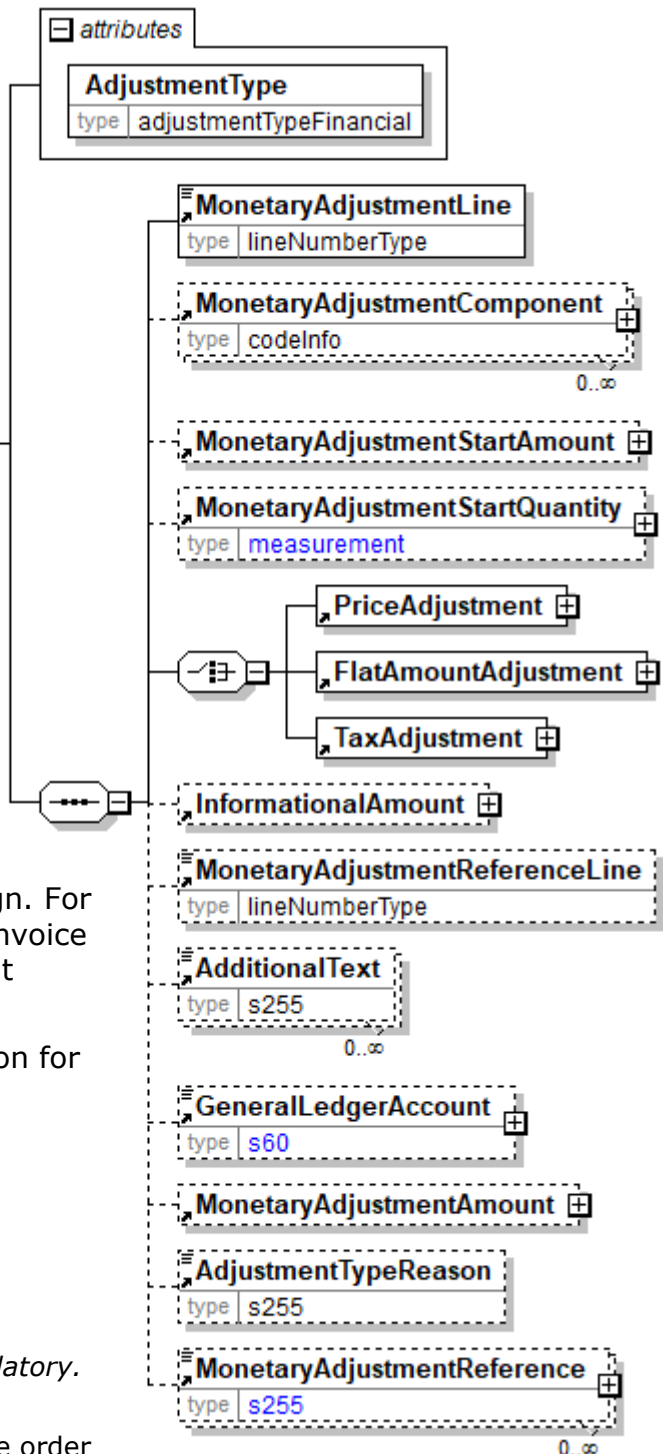 attributes
AdjustmentType
type adjustmentTypeFinancial
MonetaryAdjustmentLine
type lineNumberType
MonetaryAdjustmentComponent
type codeInfo
0..∞
MonetaryAdjustmentStartAmount
MonetaryAdjustmentStartQuantity
type measurement
PriceAdjustment
FlatAmountAdjustment
TaxAdjustment
InformationalAmount
MonetaryAdjustmentReferenceLine
type lineNumberType
AdditionalText
type s255
0..∞
GeneralLedgerAccount
type s60
MonetaryAdjustmentAmount
AdjustmentTypeReason
type s255
MonetaryAdjustmentReference
type s255
0..∞
gn. For
nvoice
t
on for
latory.
e order